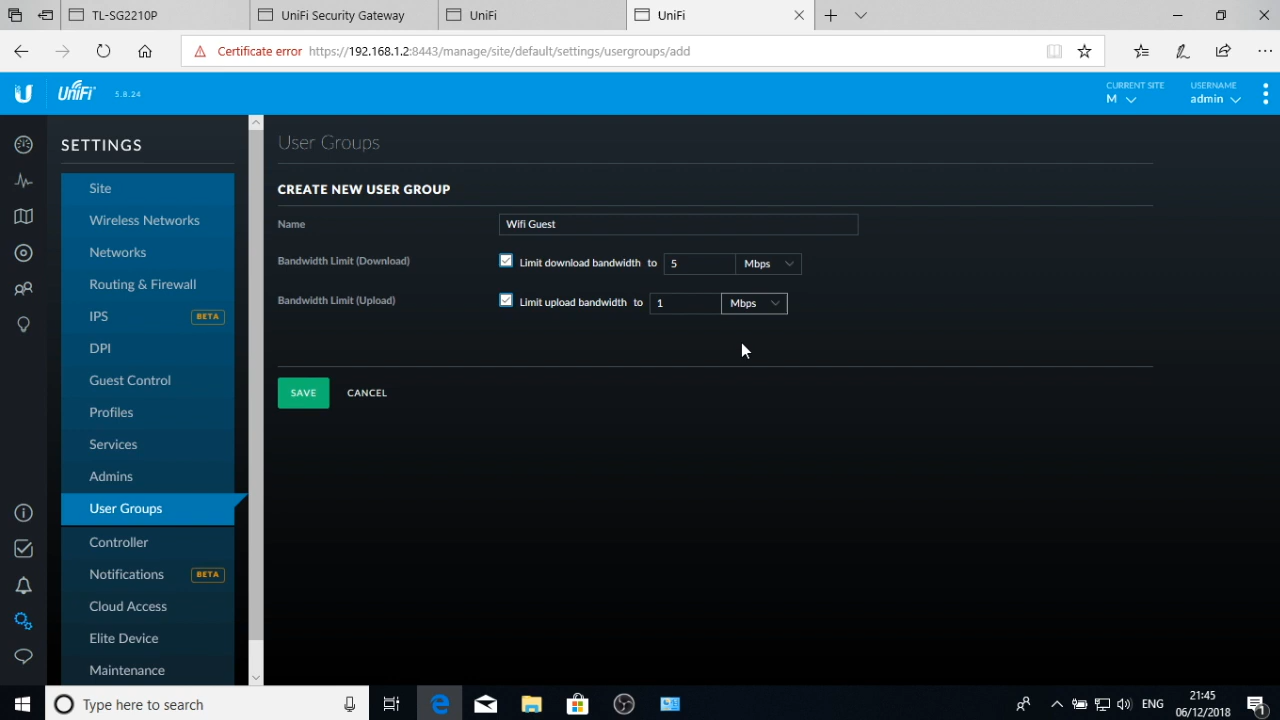 TL-SG2210P
UniFi Security Gateway
UniFi
UniFi
Certificate error https://192.168.1.2:8443/manage/site/default/settings/usergroups/add
UniFi 5.8.24
CURRENT SITE
M
USERNAME
admin
SETTINGS
Site
Wireless Networks
Networks
Routing & Firewall
IPS BETA
DPI
Guest Control
Profiles
Services
Admins
User Groups
Controller
Notifications BETA
Cloud Access
Elite Device
Maintenance
User Groups
CREATE NEW USER GROUP
Name Wifi Guest
Bandwidth Limit (Download) Limit download bandwidth to 5 Mbps
Bandwidth Limit (Upload) Limit upload bandwidth to 1 Mbps
SAVE CANCEL
Type here to search
ENG
21:45
06/12/2018
1